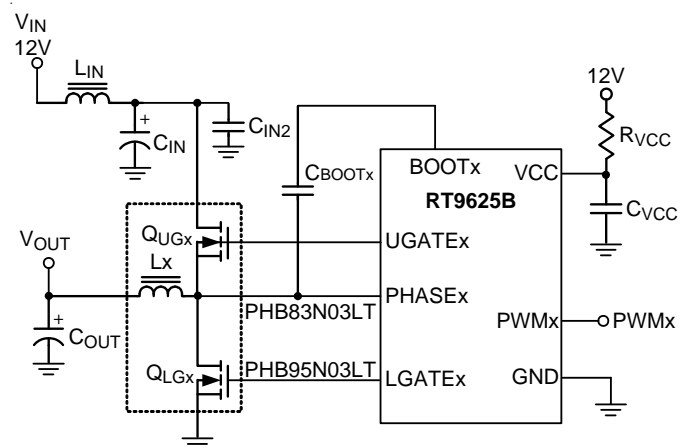 VIN
12V
LIN
CIN
CIN2
12V
RVCC
CBOOTx
BOOTx
VCC
RT9625B
CVCC
VOUT
QUGx
UGATEx
Lx
PHASEx
PHB83N03LT
PWMx
PWMx
COUT
QLGx
PHB95N03LT
LGATEx
GND
+
+